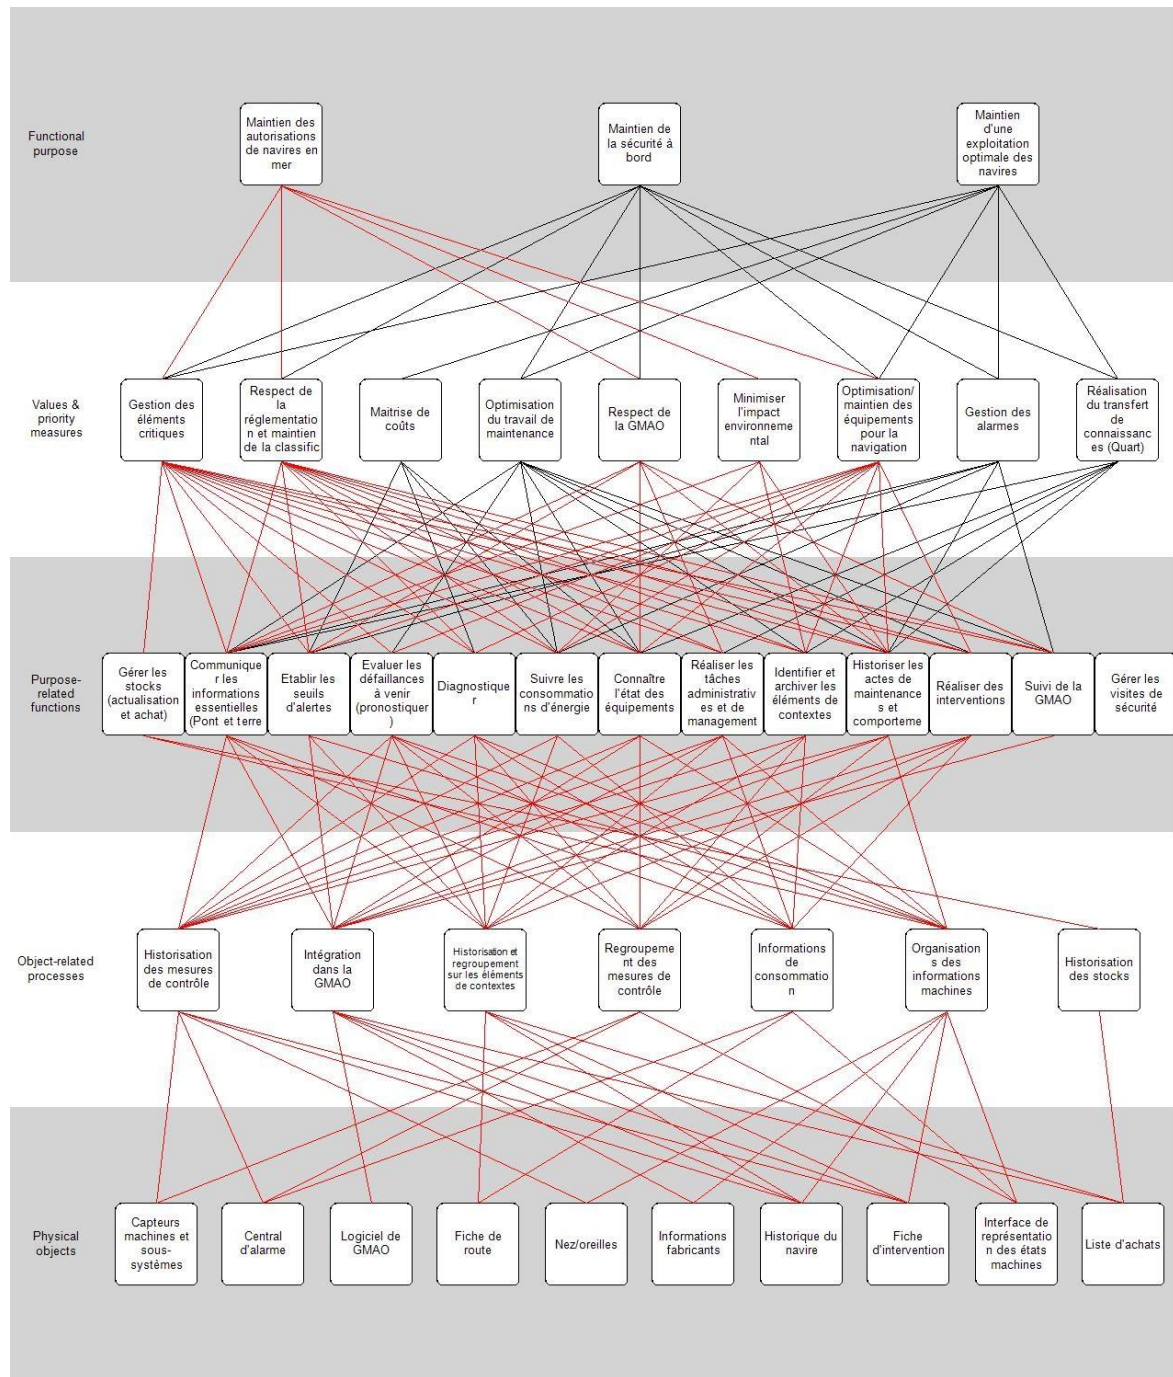 Functional
purpose
Maintien des
autorisations
de navires en
mer
Maintien de
la sécurité à
bord
Maintien
d'une
exploitation
optimale des
navires
Values &
priority
measures
Gestion des
éléments
critiques
Respect de
la
réglementatio
n et maintien
de la classific
Maitrise de
coûts
Optimisation
du travail de
maintenance
Respect de
la GMAO
Minimiser
l'impact
environneme
ntal
Optimisation/
maintien des
équipements
pour la
navigation
Gestion des
alarmes
Réalisation
du transfert
de
connaissanc
es (Quart)
Purpose-
related
functions
Gérer les
stocks
(actualisation
et achat)
Communique
r les
informations
essentielles
(Pont et terre
Etablir les
seuils
d'alertes
Evaluer les
défaillances
à venir
(pronostiquer
)
Diagnostique
r
Suivre les
consommatio
ns d'énergie
Connaître
l'état des
équipements
Réaliser les
tâches
administrativ
es et de
management
Identifier et
archiver les
éléments de
contextes
Historiser les
actes de
maintenance
s et
comporteme
Réaliser des
interventions
Suivi de la
GMAO
Gérer les
visites de
sécurité
Object-related
processes
Historisation
des mesures
de contrôle
Intégration
dans la
GMAO
Historisation et
regroupement
sur les éléments
de contextes
Regroupeme
nt des
mesures de
contrôle
Informations
de
consommatio
n
Organisation
s des
informations
machines
Historisation
des stocks
Physical
objects
Capteurs
machines et
sous-
systèmes
Central
d'alarme
Logiciel de
GMAO
Fiche de
route
Nez/oreilles
Informations
fabricants
Historique du
navire
Fiche
d'intervention
Interface de
représentatio
n des états
machines
Liste d'achats